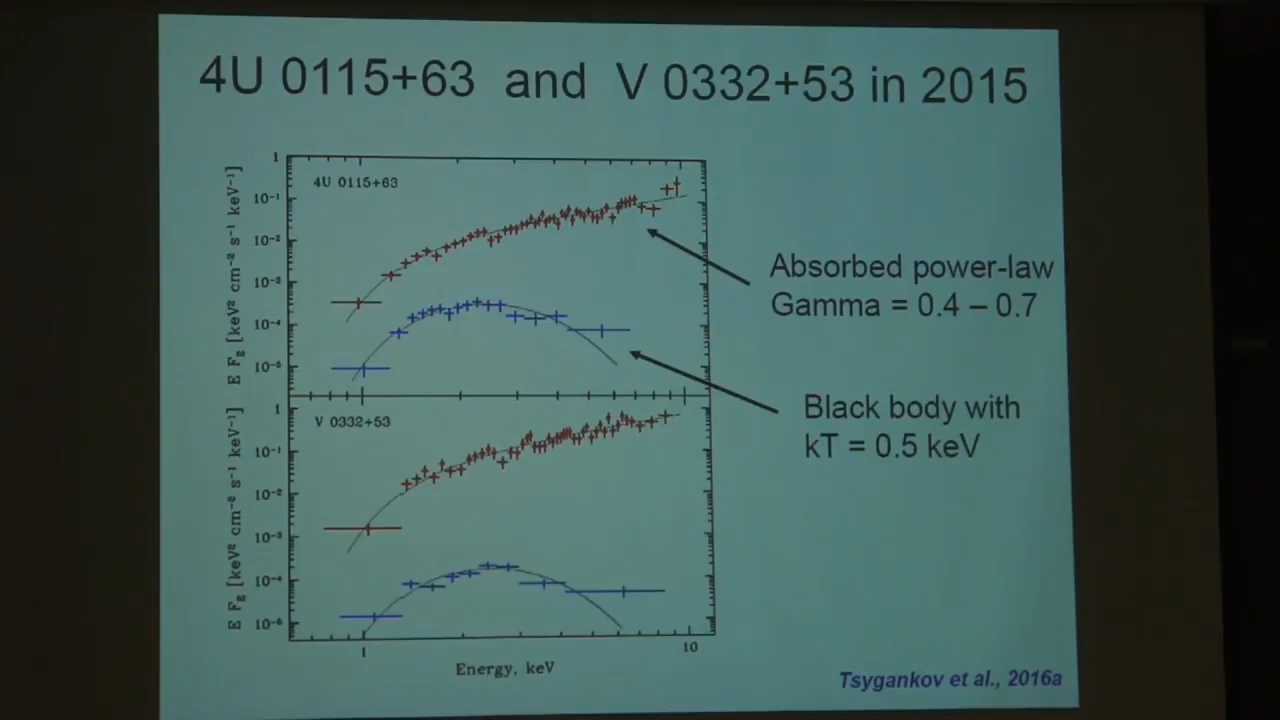 4U 0115+63 and V 0332+53 in 2015
4U 0115+63
E F_E [keV² cm⁻² s⁻¹ keV⁻¹]
1
10⁻¹
10⁻²
10⁻³
10⁻⁴
10⁻⁵
Absorbed power-law
Gamma = 0.4 – 0.7
Black body with
kT = 0.5 keV
V 0332+53
E F_E [keV² cm⁻² s⁻¹ keV⁻¹]
1
10⁻¹
10⁻²
10⁻³
10⁻⁴
10⁻⁵
1
10
Energy, keV
Tsygankov et al., 2016a